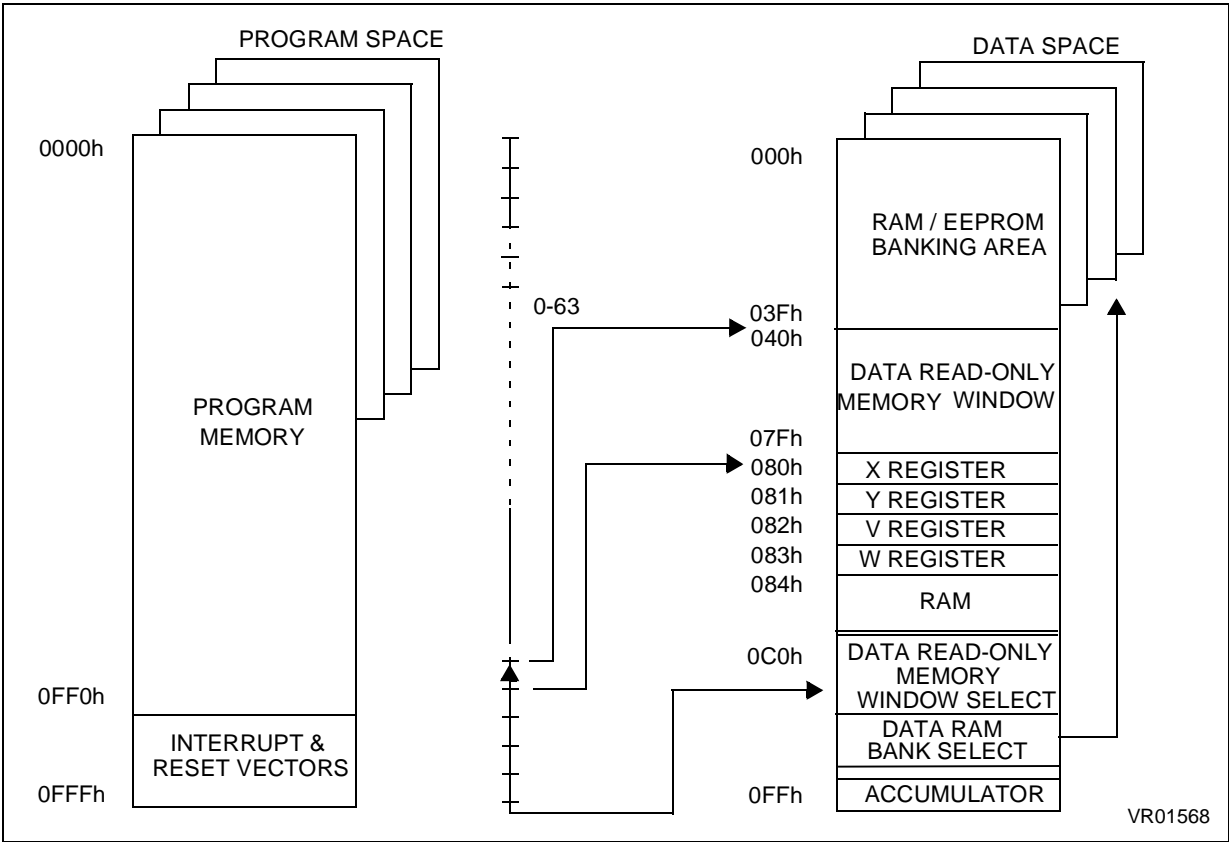 PROGRAM SPACE
0000h
PROGRAM
MEMORY
0FF0h
INTERRUPT &
RESET VECTORS
0FFFh
0-63
DATA SPACE
000h
RAM / EEPROM
BANKING AREA
03Fh
040h
DATA READ-ONLY
MEMORY WINDOW
07Fh
080h
X REGISTER
081h
Y REGISTER
082h
V REGISTER
083h
W REGISTER
084h
RAM
0C0h
DATA READ-ONLY
MEMORY
WINDOW SELECT
DATA RAM
BANK SELECT
0FFh
ACCUMULATOR
VR01568